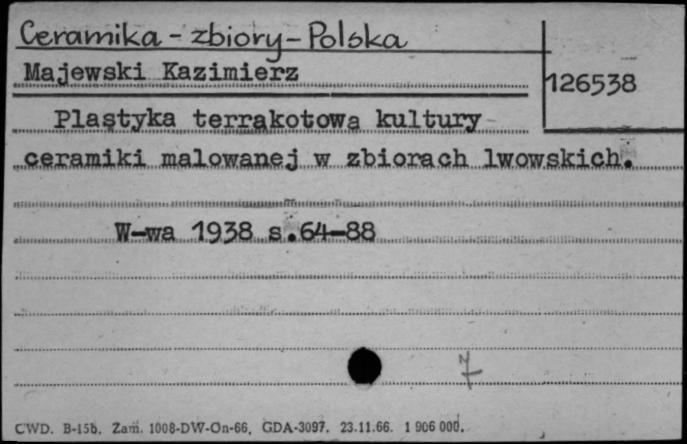 Ceramika - zbiory - Polska
Majewski Kazimierz
126538
Plastyka terrakotowa kultury
ceramiki malowanej w zbiorach lwowskich.
W-wa 1938 s.64-88
CWD. B-15b. Zam. 1008-DW-On-66. GDA-3097. 23.11.66. 1 906 000.